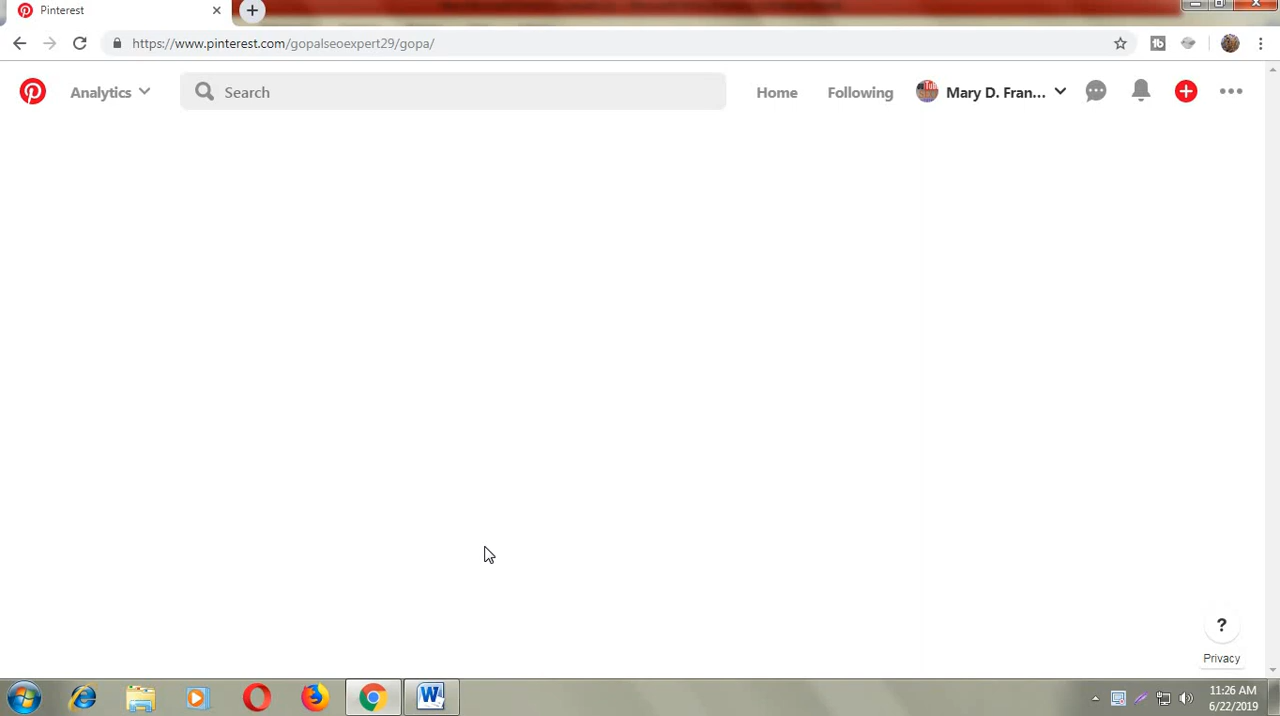 Pinterest
https://www.pinterest.com/gopalseoexpert29/gopa/
Analytics
Search
Home
Following
Mary D. Fran...
?
Privacy
11:26 AM
6/22/2019